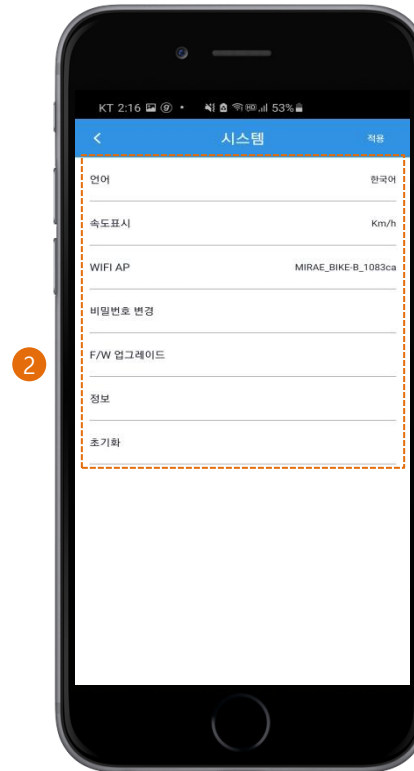 KT 2:16 53%
< 시스템 적용
언어 한국어
속도표시 Km/h
WIFI AP MIRAE_BIKE-B_1083ca
비밀번호 변경
2
F/W 업그레이드
정보
초기화